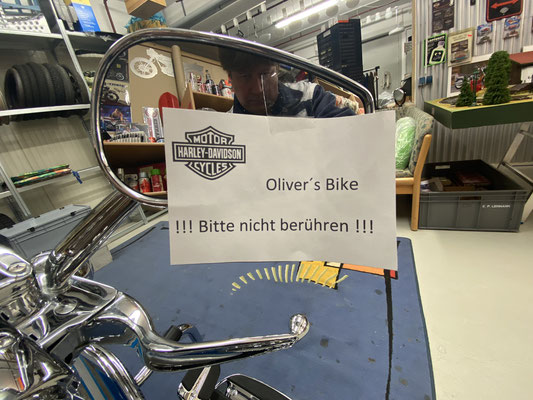 MOTOR
HARLEY-DAVIDSON
CYCLES
Oliver´s Bike
!!! Bitte nicht berühren !!!